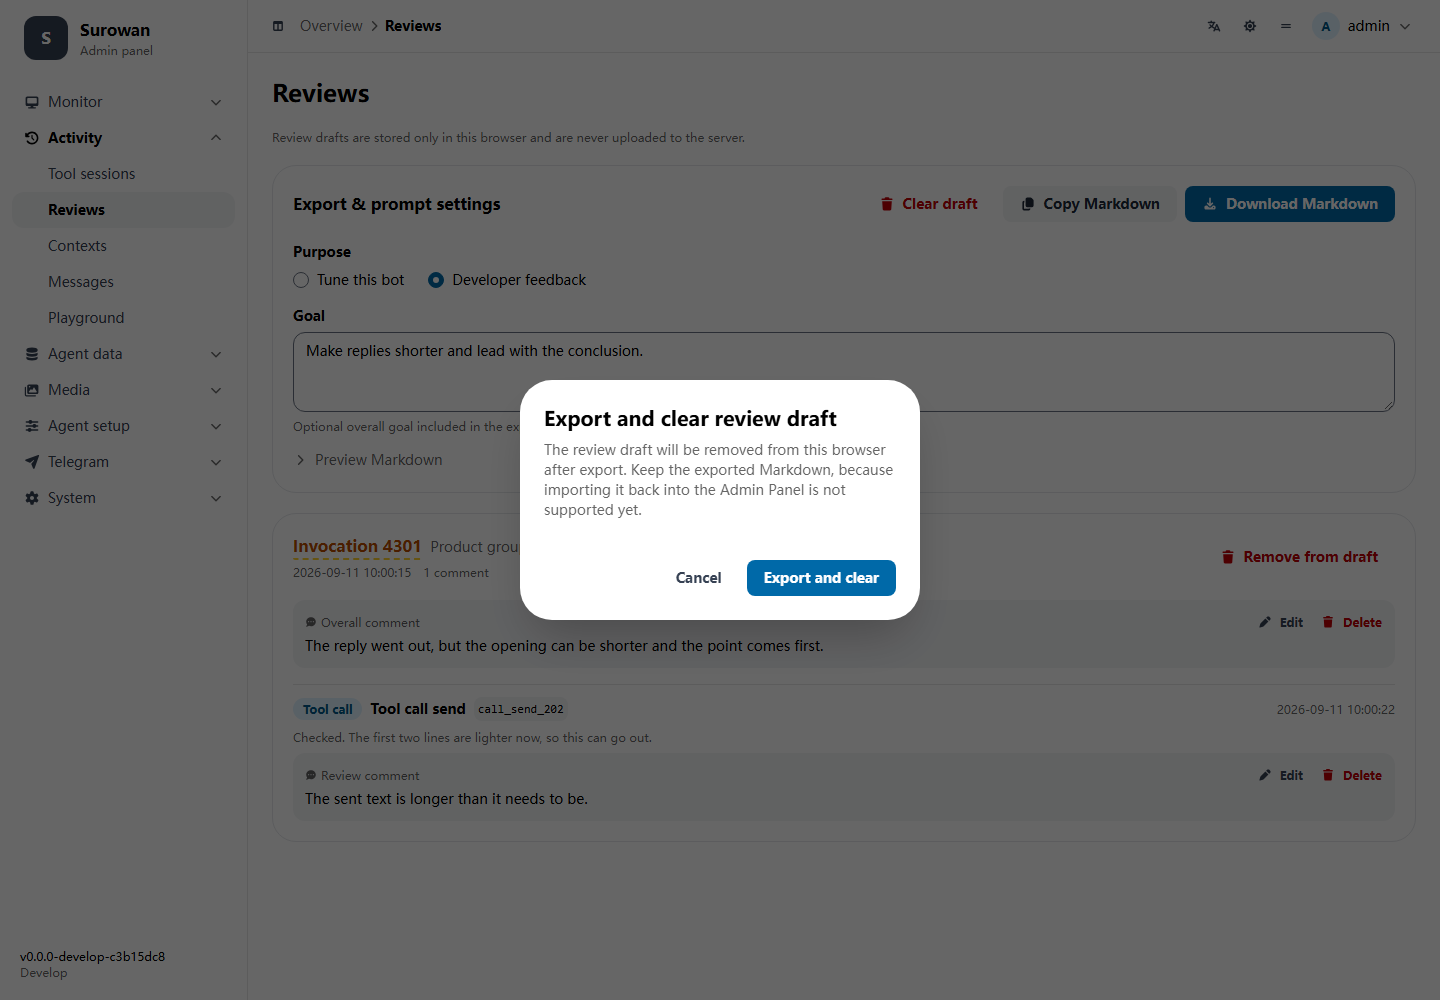 S
Surowan
Admin panel
Monitor
Activity
Tool sessions
Reviews
Contexts
Messages
Playground
Agent data
Media
Agent setup
Telegram
System
v0.0.0-develop-c3b15dc8
Develop
Overview > Reviews
A admin
Reviews
Review drafts are stored only in this browser and are never uploaded to the server.
Export & prompt settings
Clear draft
Copy Markdown
Download Markdown
Purpose
Tune this bot
Developer feedback
Goal
Make replies shorter and lead with the conclusion.
Optional overall goal included in the ex
Preview Markdown
Export and clear review draft
The review draft will be removed from this browser
after export. Keep the exported Markdown, because
importing it back into the Admin Panel is not
supported yet.
Cancel
Export and clear
Invocation 4301 Product grou
2026-09-11 10:00:15 1 comment
Remove from draft
Overall comment
Edit
Delete
The reply went out, but the opening can be shorter and the point comes first.
Tool call Tool call send call_send_202
2026-09-11 10:00:22
Checked. The first two lines are lighter now, so this can go out.
Review comment
Edit
Delete
The sent text is longer than it needs to be.